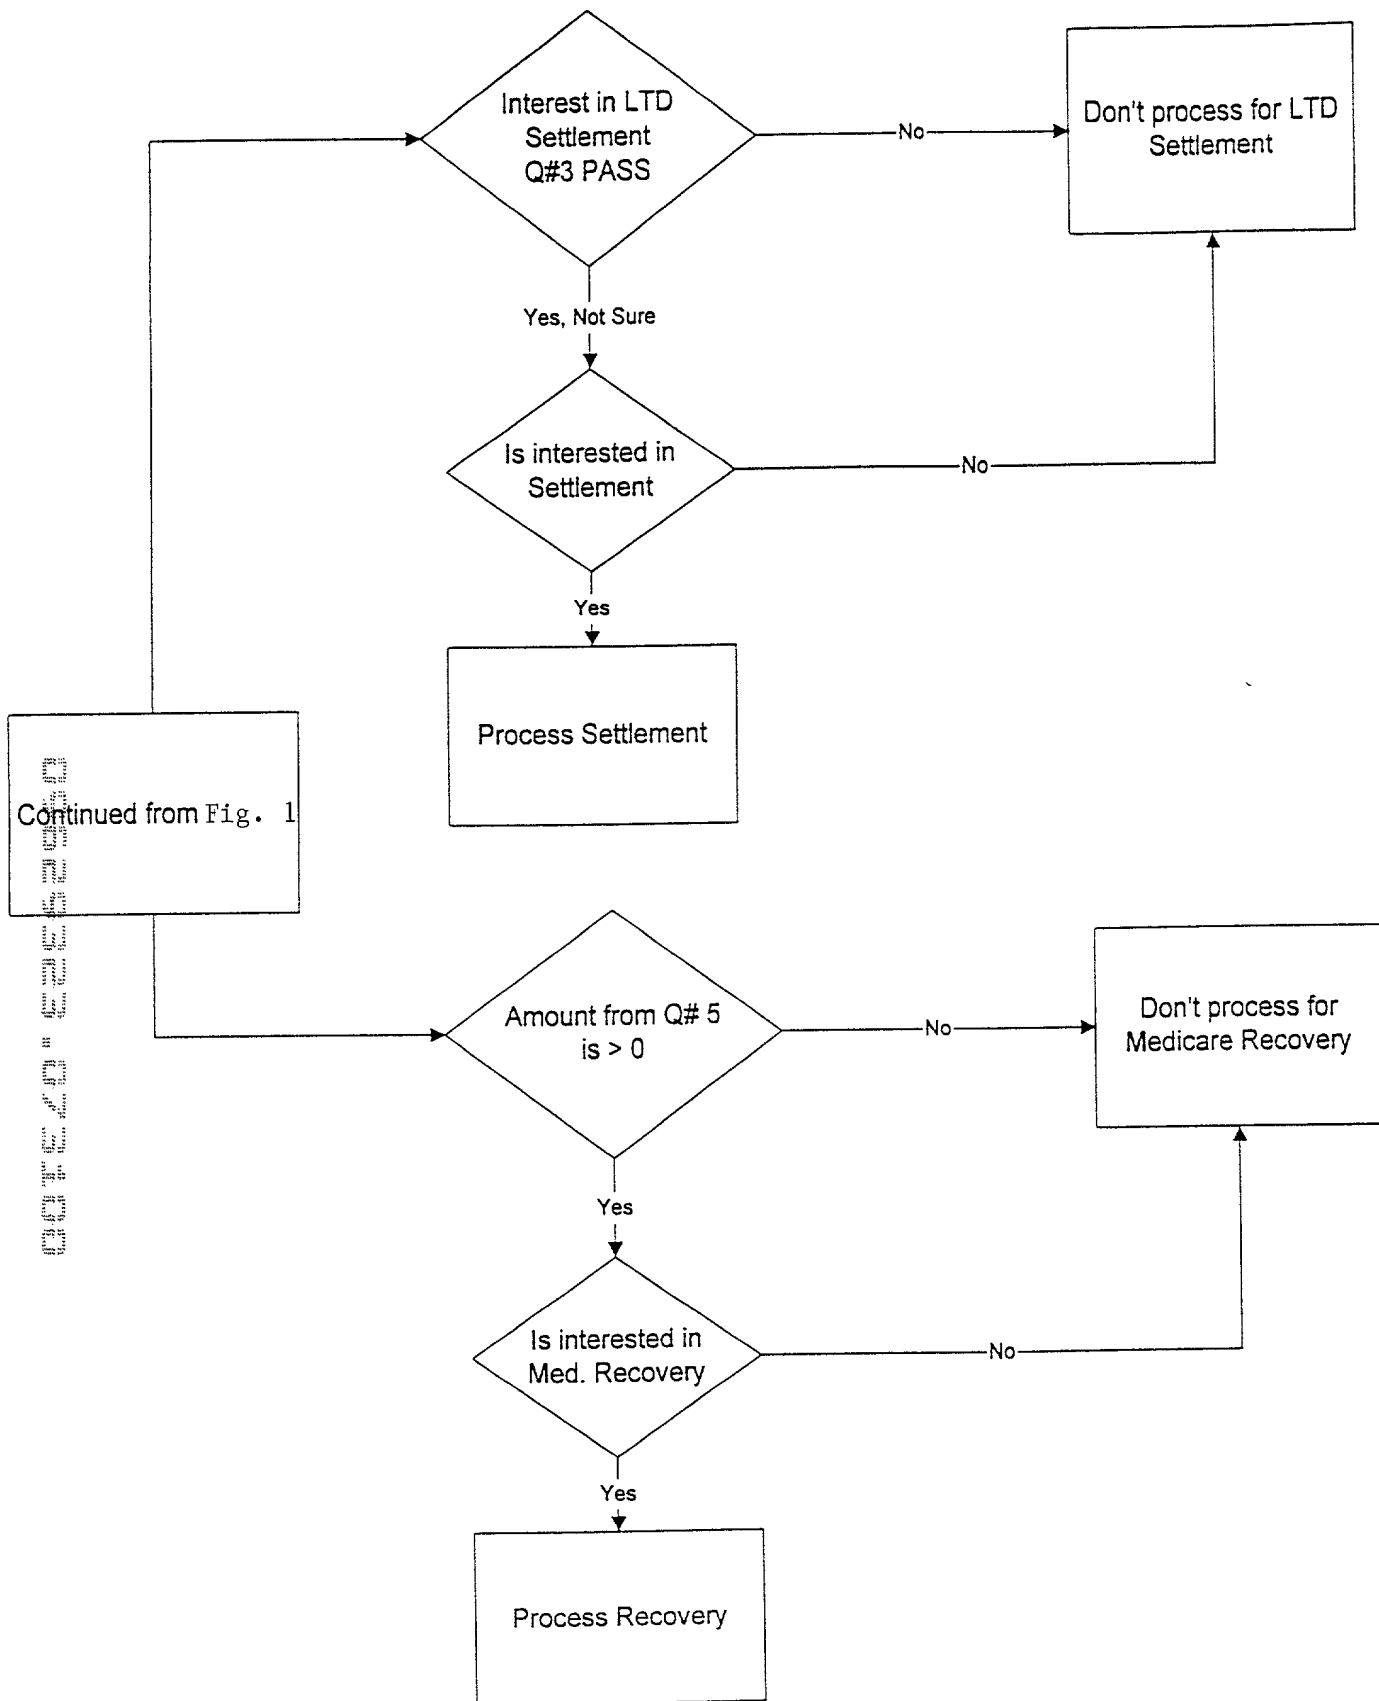 Interest in LTD
Settlement
Q#3 PASS
No
Don't process for LTD
Settlement
Yes, Not Sure
Is interested in
Settlement
No
Yes
Process Settlement
Continued from Fig. 1
Amount from Q# 5
is > 0
No
Don't process for
Medicare Recovery
Yes
Is interested in
Med. Recovery
No
Yes
Process Recovery